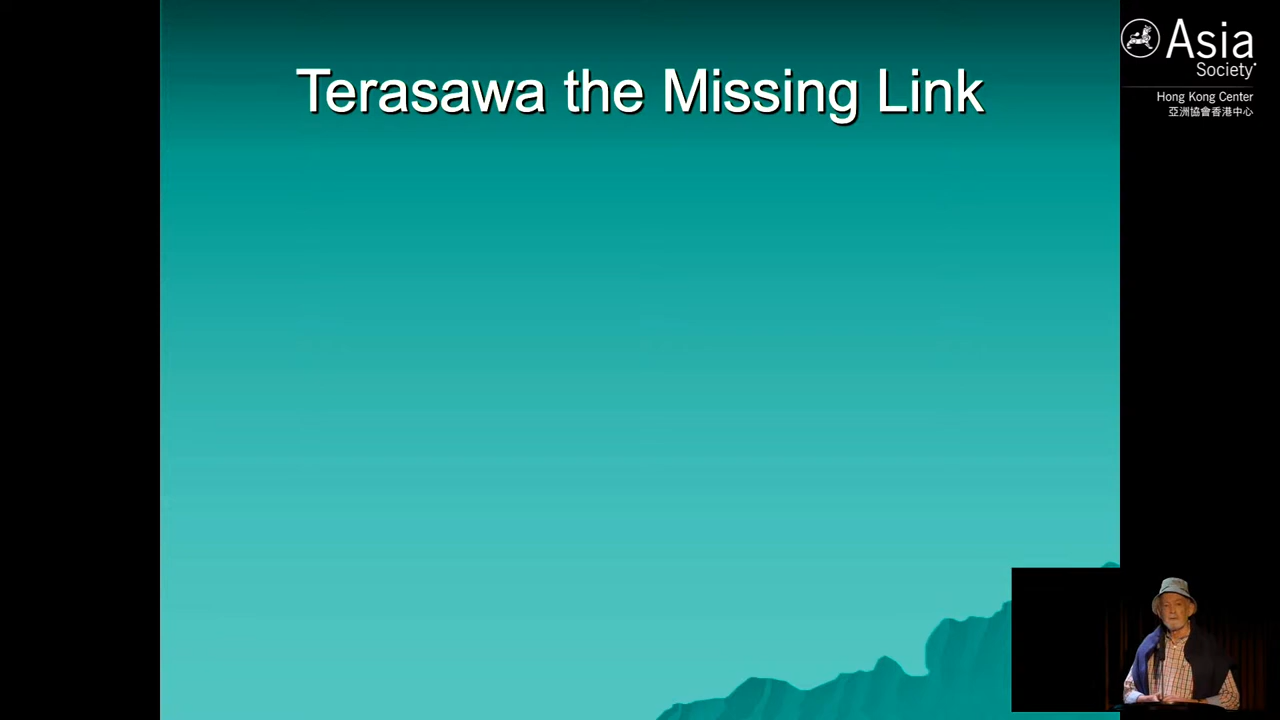 Terasawa the Missing Link
Asia
Society
Hong Kong Center
亞洲協會香港中心